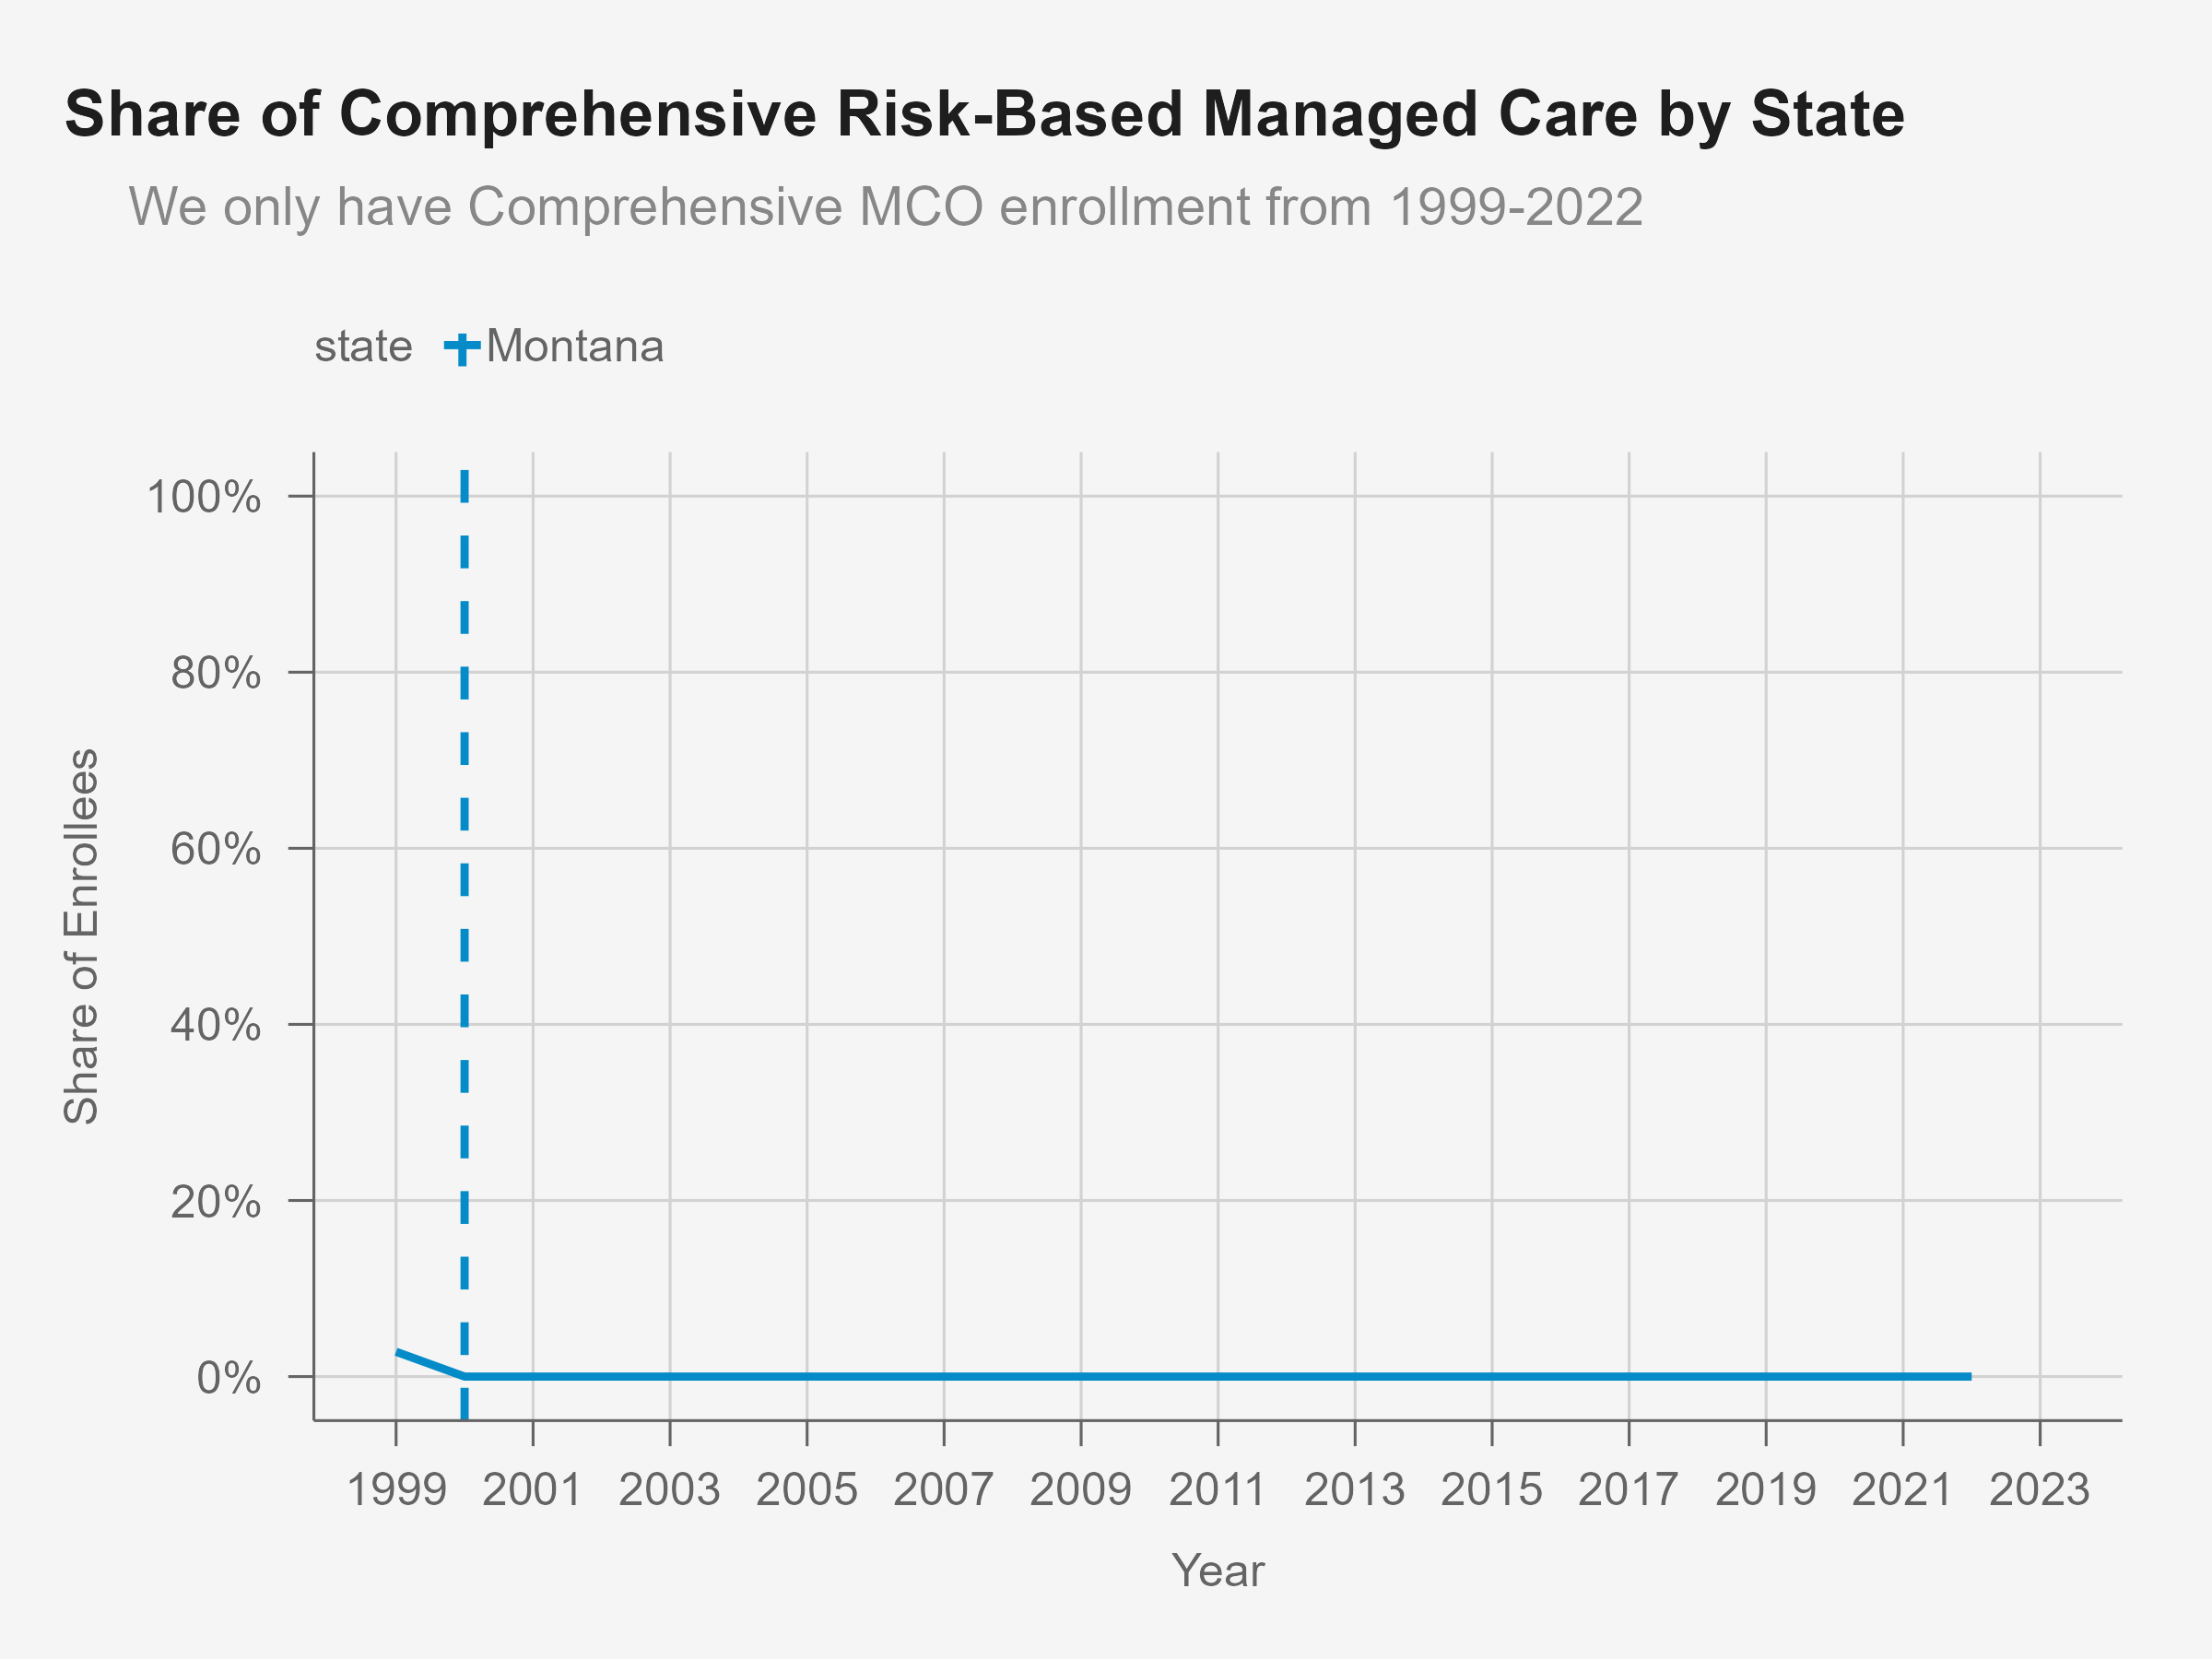 Share of Comprehensive Risk-Based Managed Care by State
We only have Comprehensive MCO enrollment from 1999-2022
state Montana
100%
80%
60%
40%
20%
0%
Share of Enrollees
1999 2001 2003 2005 2007 2009 2011 2013 2015 2017 2019 2021 2023
Year